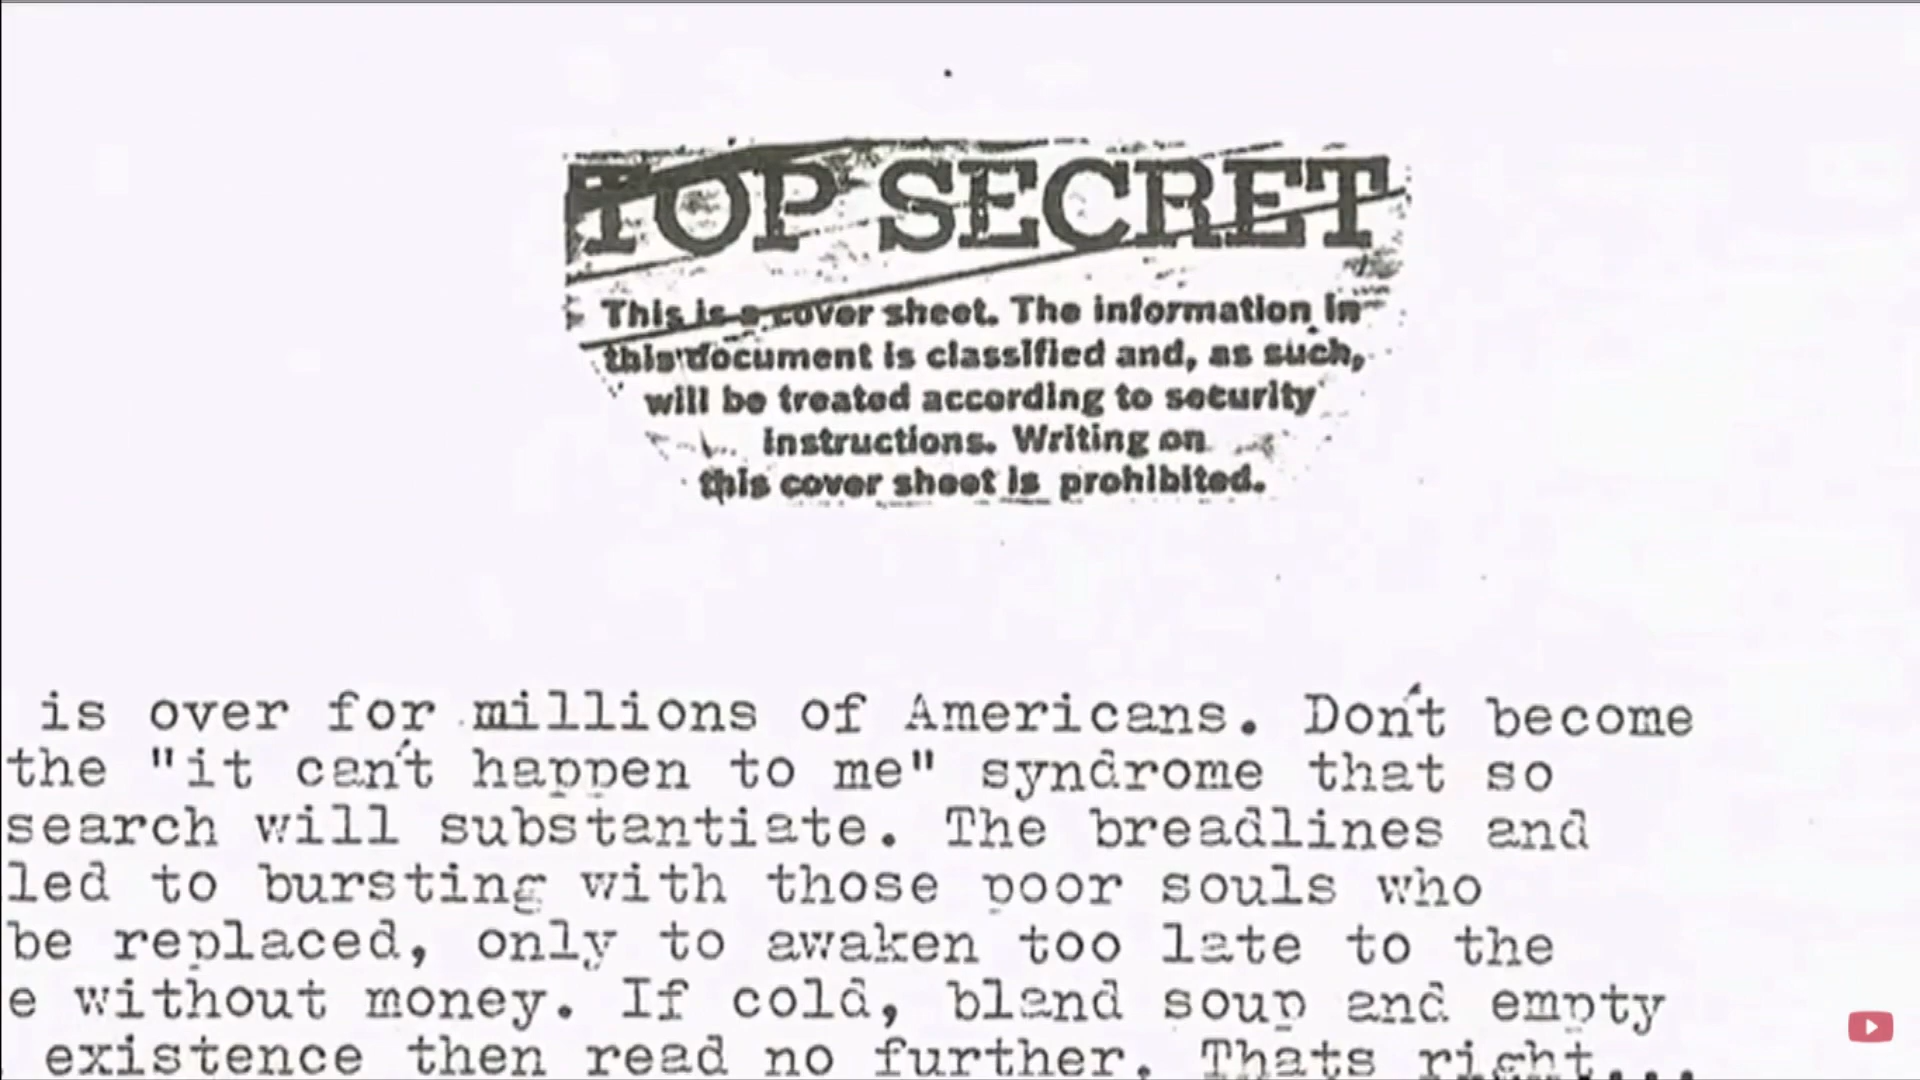 TOP SECRET
This is a cover sheet. The information in
this document is classified and, as such,
will be treated according to security
instructions. Writing on
this cover sheet is prohibited.
is over for millions of Americans. Don't become
the "it can't happen to me" syndrome that so
search will substantiate. The breadlines and
led to bursting with those poor souls who
be replaced, only to awaken too late to the
e without money. If cold, bland soup and empty
existence then read no further. Thats right...